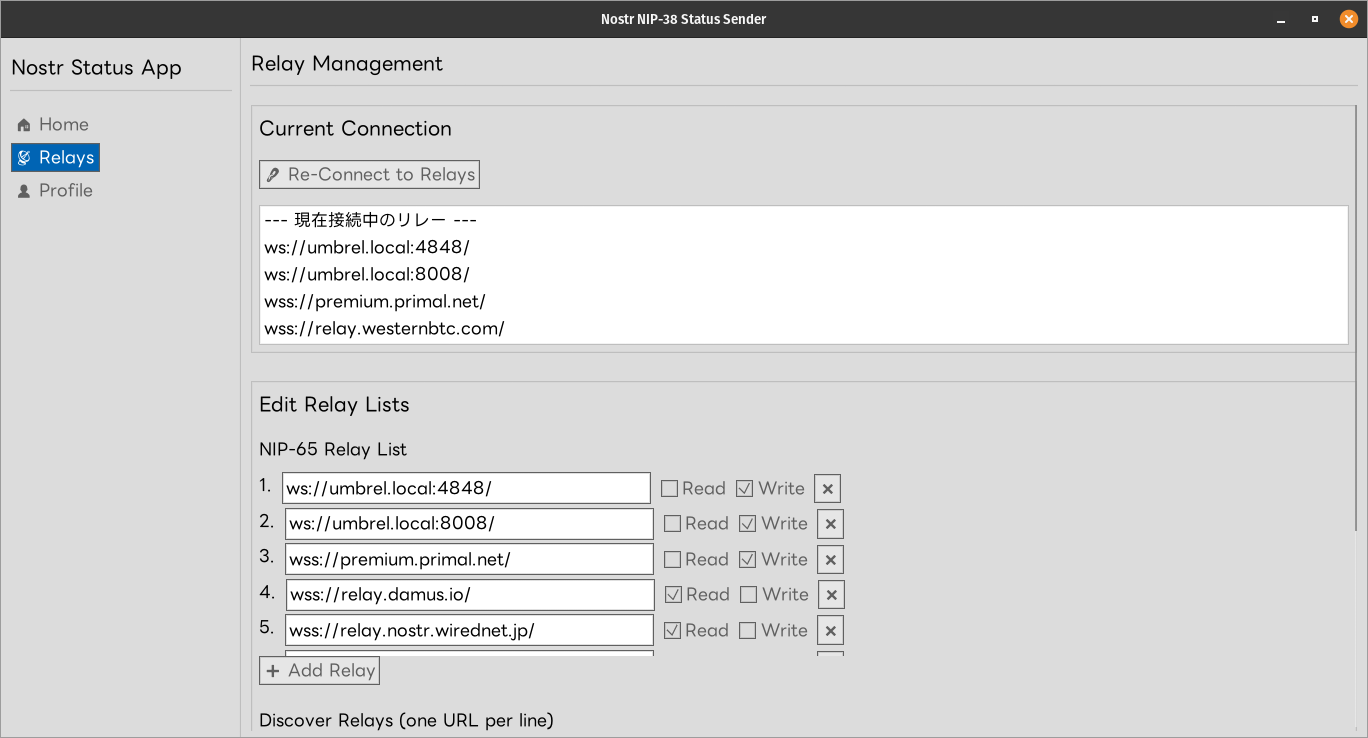 Nostr NIP-38 Status Sender
Nostr Status App
Home
Relays
Profile
Relay Management
Current Connection
Re-Connect to Relays
--- 現在接続中のリレー ---
ws://umbrel.local:4848/
ws://umbrel.local:8008/
wss://premium.primal.net/
wss://relay.westernbtc.com/
Edit Relay Lists
NIP-65 Relay List
1. ws://umbrel.local:4848/ Read Write
2. ws://umbrel.local:8008/ Read Write
3. wss://premium.primal.net/ Read Write
4. wss://relay.damus.io/ Read Write
5. wss://relay.nostr.wirednet.jp/ Read Write
+ Add Relay
Discover Relays (one URL per line)